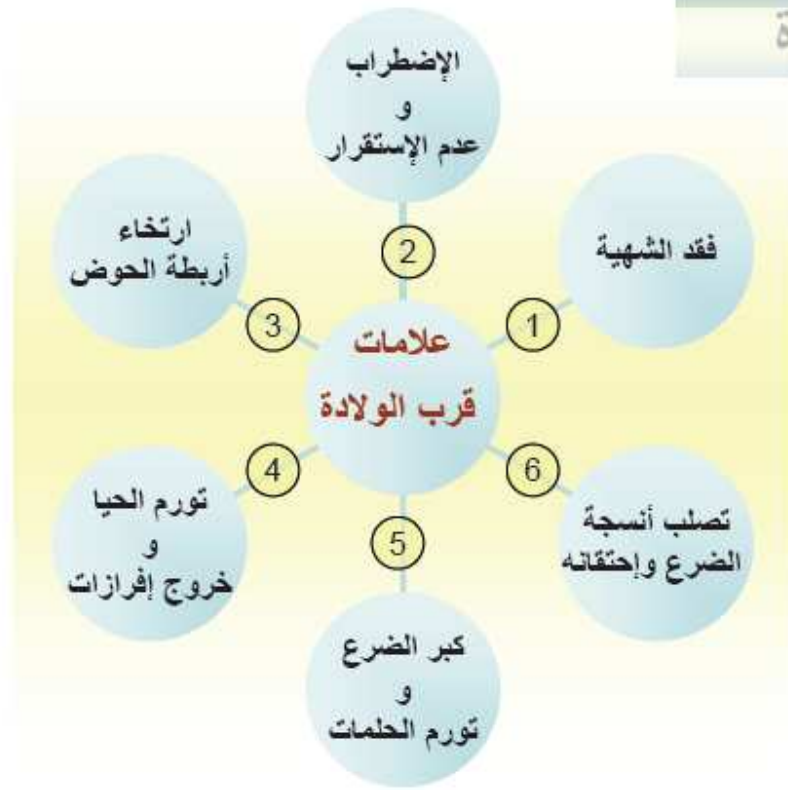 علامات
قرب الولادة
1
فقد الشهية
2
الإضطراب
و
عدم الإستقرار
3
ارتخاء
أربطة الحوض
4
تورم الحيا
و
خروج إفرازات
5
كبر الضرع
و
تورم الحلمات
6
تصلب أنسجة
الضرع وإحتقانه